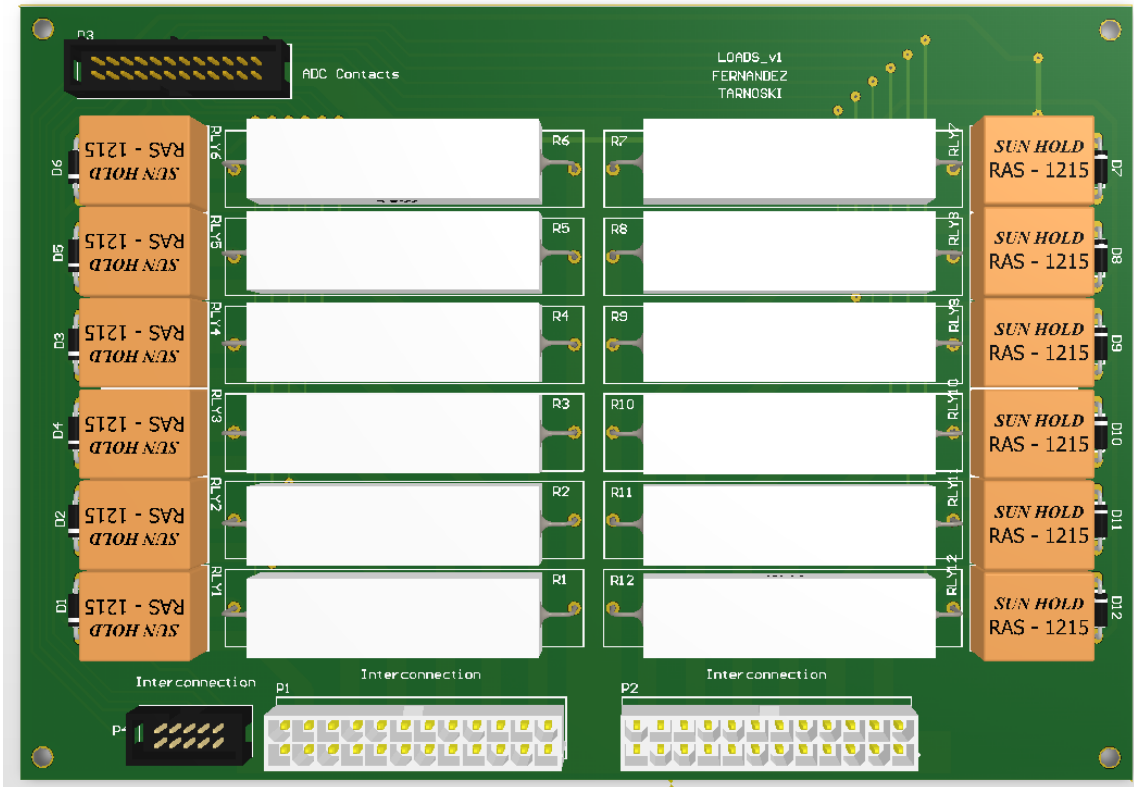 P3
ADC Contacts
LOADS_v1
FERNANDEZ
TARNOSKI
D6
SUN HOLD
RAS - 1215
RLY6
R6
R7
RLY7
SUN HOLD
RAS - 1215
D7
D5
SUN HOLD
RAS - 1215
RLY5
R5
R8
RLY8
SUN HOLD
RAS - 1215
D8
D3
SUN HOLD
RAS - 1215
RLY4
R4
R9
RLY9
SUN HOLD
RAS - 1215
D9
D4
SUN HOLD
RAS - 1215
RLY3
R3
R10
RLY10
SUN HOLD
RAS - 1215
D10
D2
SUN HOLD
RAS - 1215
RLY2
R2
R11
RLY11
SUN HOLD
RAS - 1215
D11
D1
SUN HOLD
RAS - 1215
RLY1
R1
R12
RLY12
SUN HOLD
RAS - 1215
D12
Interconnection
Interconnection
Interconnection
P4
P1
P2